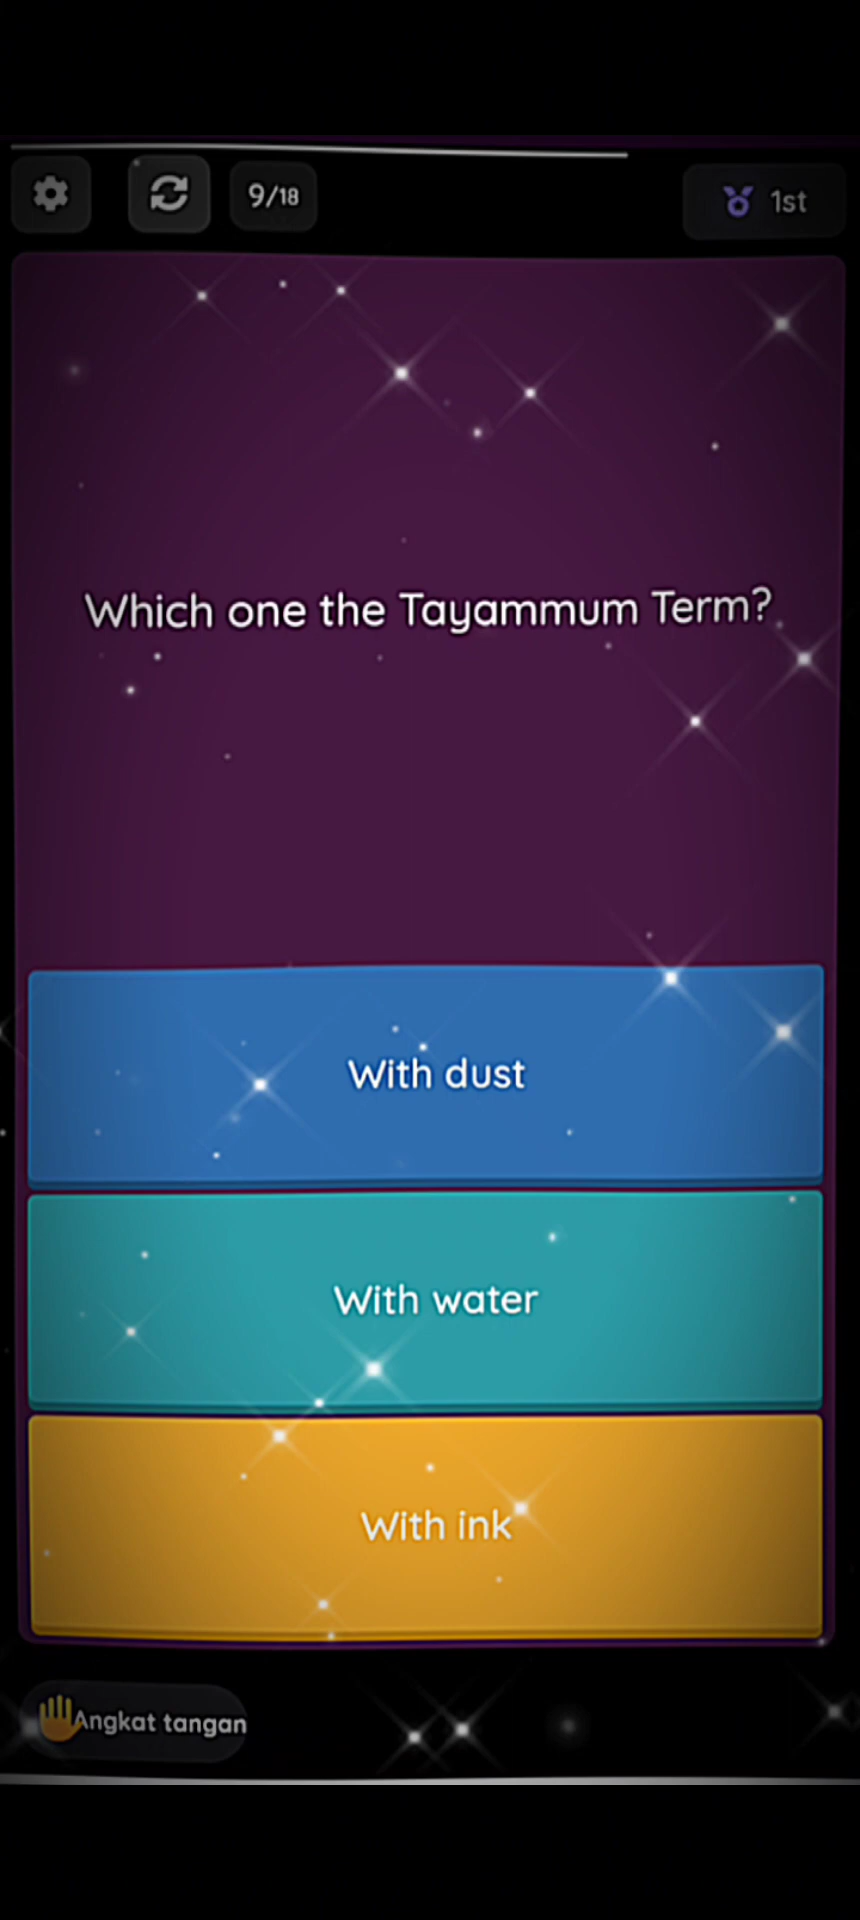 9/18
1st
Which one the Tayammum Term?
With dust
With water
With ink
Angkat tangan